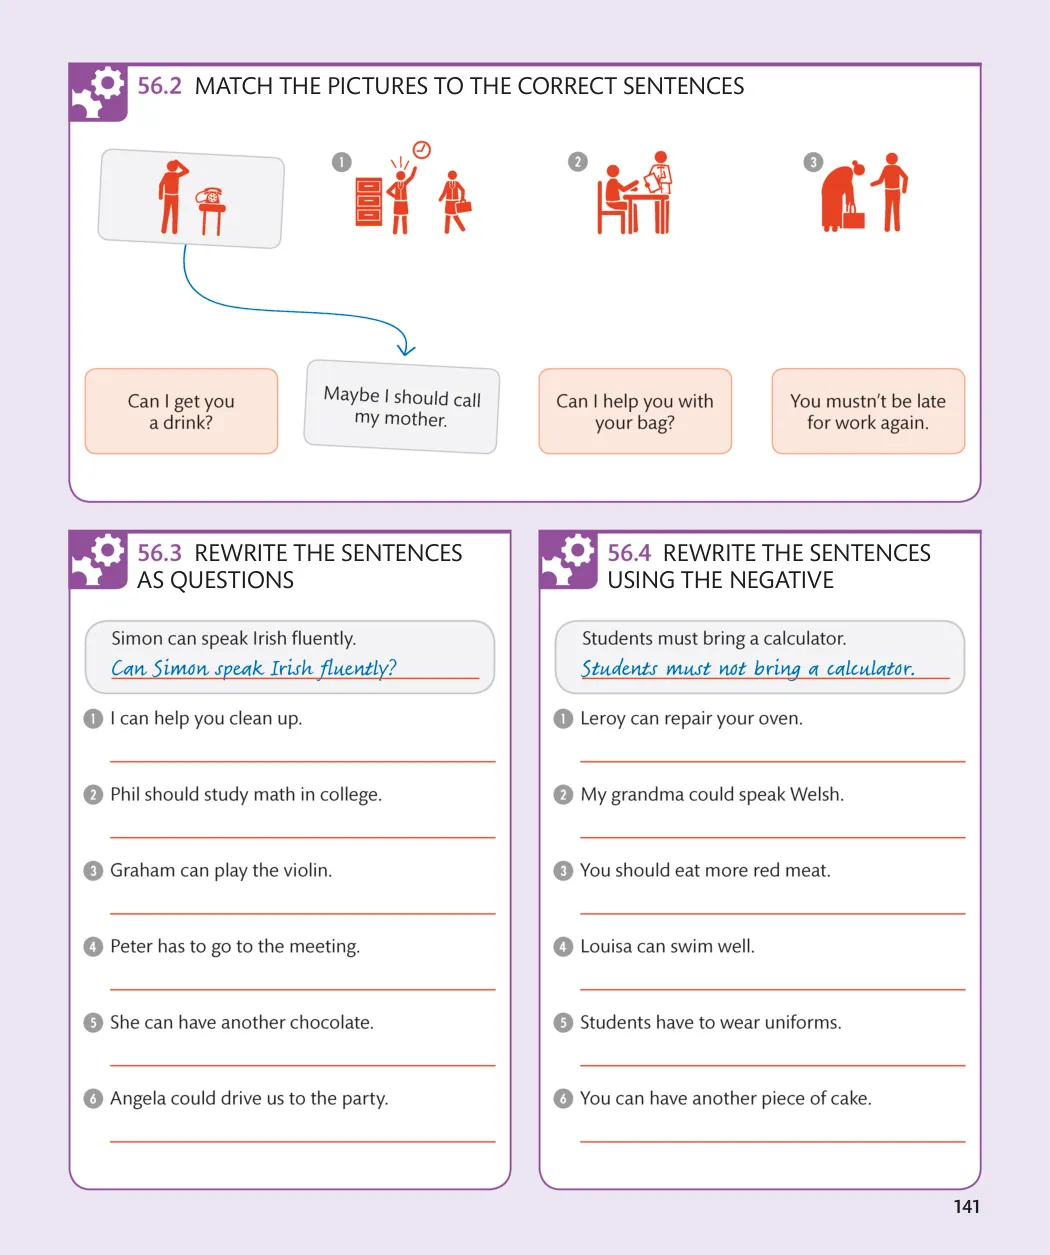 56.2 MATCH THE PICTURES TO THE CORRECT SENTENCES
1
2
3
Can I get you
a drink?
Maybe I should call
my mother.
Can I help you with
your bag?
You mustn't be late
for work again.
56.3 REWRITE THE SENTENCES
AS QUESTIONS
Simon can speak Irish fluently.
Can Simon speak Irish fluently?
1 I can help you clean up.
2 Phil should study math in college.
3 Graham can play the violin.
4 Peter has to go to the meeting.
5 She can have another chocolate.
6 Angela could drive us to the party.
56.4 REWRITE THE SENTENCES
USING THE NEGATIVE
Students must bring a calculator.
Students must not bring a calculator.
1 Leroy can repair your oven.
2 My grandma could speak Welsh.
3 You should eat more red meat.
4 Louisa can swim well.
5 Students have to wear uniforms.
6 You can have another piece of cake.
141